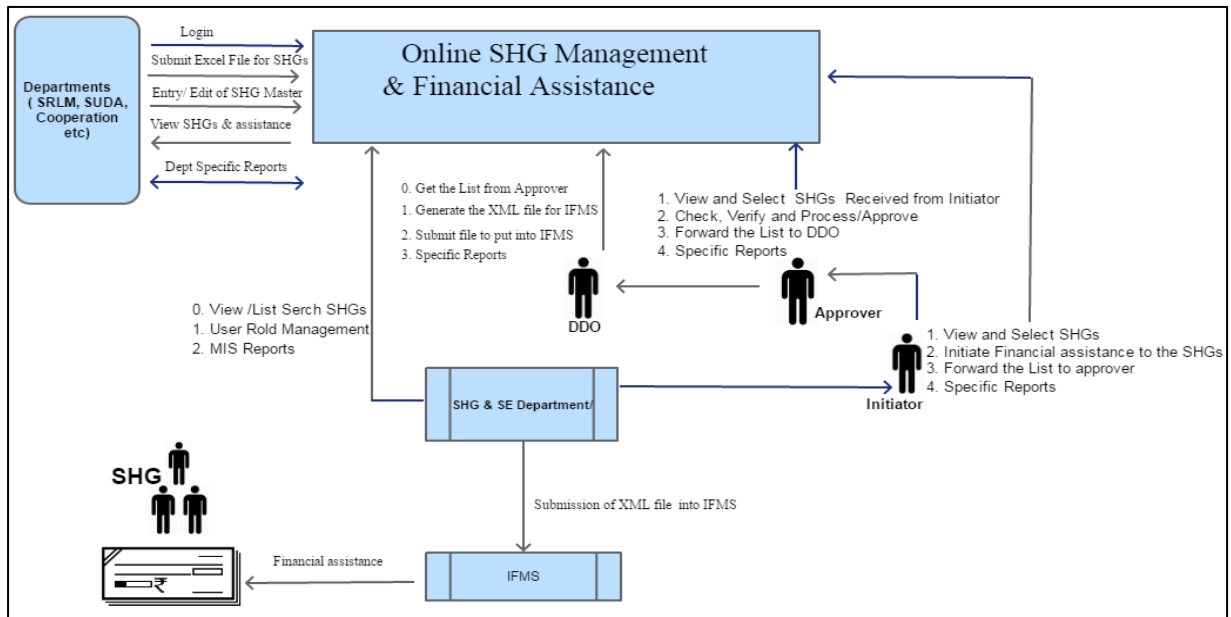 Login
Submit Excel File for SHGs
Entry/ Edit of SHG Master
View SHGs & assistance
Dept Specific Reports
Departments
( SRLM, SUDA,
Cooperation
etc)
Online SHG Management
& Financial Assistance
0. Get the List from Approver
1. Generate the XML file for IFMS
2. Submit file to put into IFMS
3. Specific Reports
DDO
1. View and Select SHGs Received from Initiator
2. Check, Verify and Process/Approve
3. Forward the List to DDO
4. Specific Reports
Approver
0. View /List Serch SHGs
1. User Rold Management
2. MIS Reports
1. View and Select SHGs
2. Initiate Financial assistance to the SHGs
3. Forward the List to approver
4. Specific Reports
Initiator
SHG & SE Department/
SHG
Submission of XML file into IFMS
Financial assistance
IFMS
₹